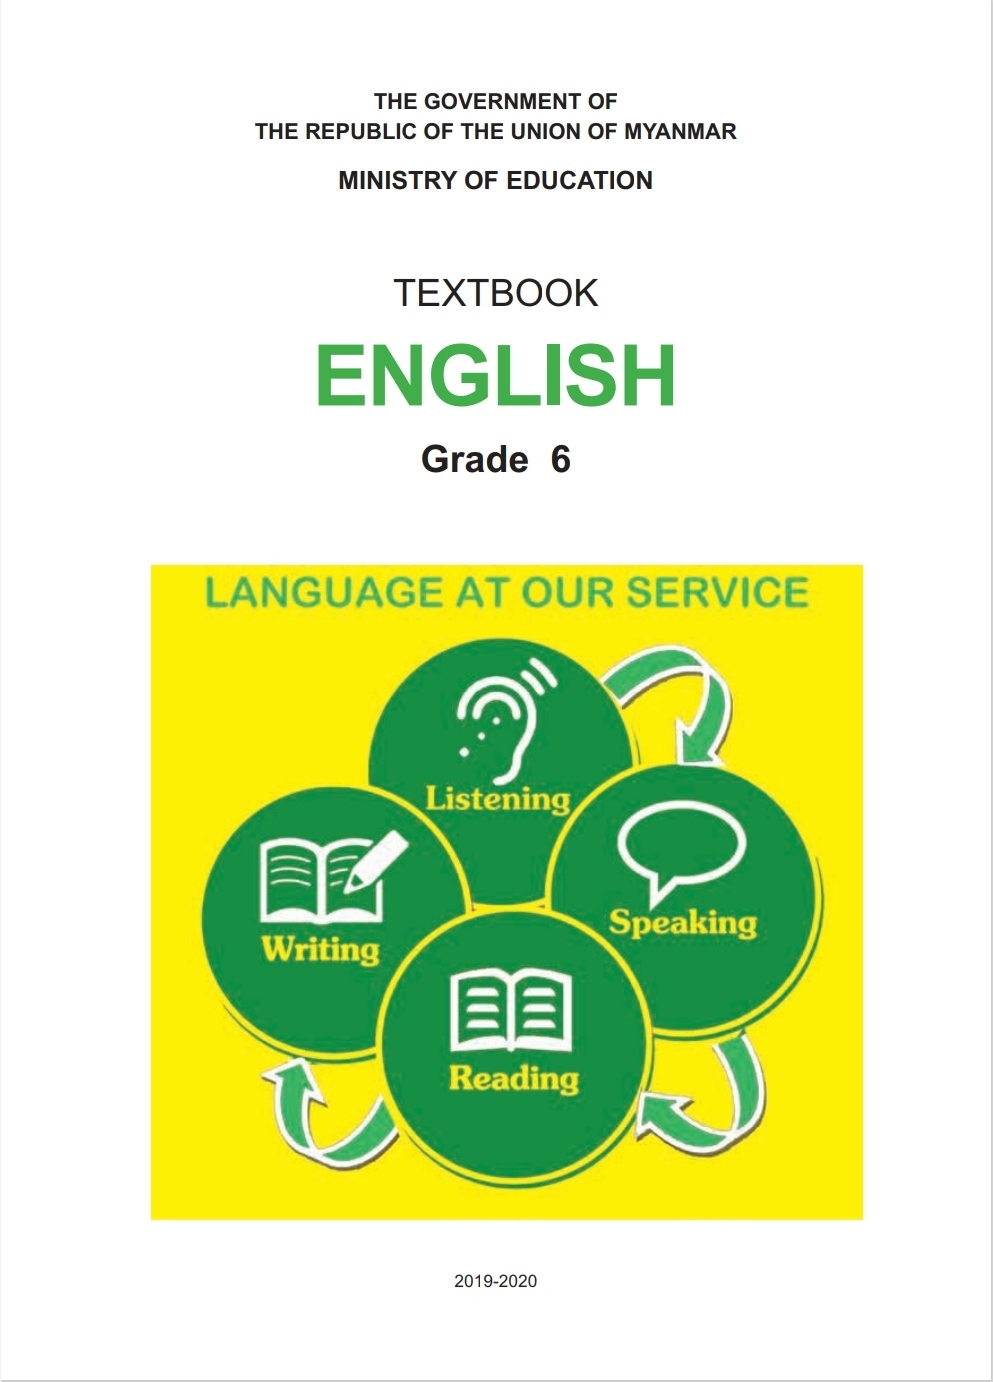 THE GOVERNMENT OF
THE REPUBLIC OF THE UNION OF MYANMAR
MINISTRY OF EDUCATION
TEXTBOOK
ENGLISH
Grade 6
LANGUAGE AT OUR SERVICE
Listening
Speaking
Writing
Reading
2019-2020